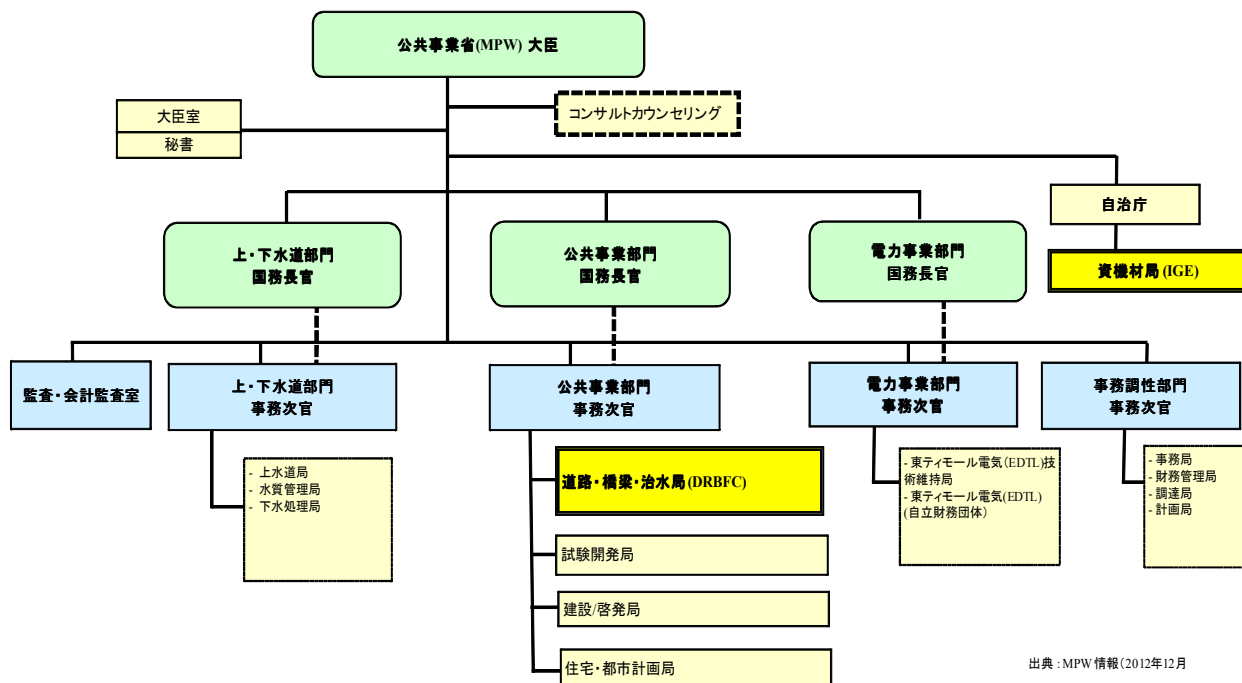 公共事業省(MPW) 大臣
大臣室
秘書
コンサルトカウンセリング
自治庁
資機材局 (IGE)
上・下水道部門
国務長官
公共事業部門
国務長官
電力事業部門
国務長官
監査・会計監査室
上・下水道部門
事務次官
公共事業部門
事務次官
電力事業部門
事務次官
事務調性部門
事務次官
- 上水道局
- 水質管理局
- 下水処理局
道路・橋梁・治水局 (DRBFC)
試験開発局
建設/啓発局
住宅・都市計画局
- 東ティモール電気(EDTL)技
術維持局
- 東ティモール電気(EDTL)
(自立財務団体)
- 事務局
- 財務管理局
- 調達局
- 計画局
出典 : MPW 情報(2012年12月